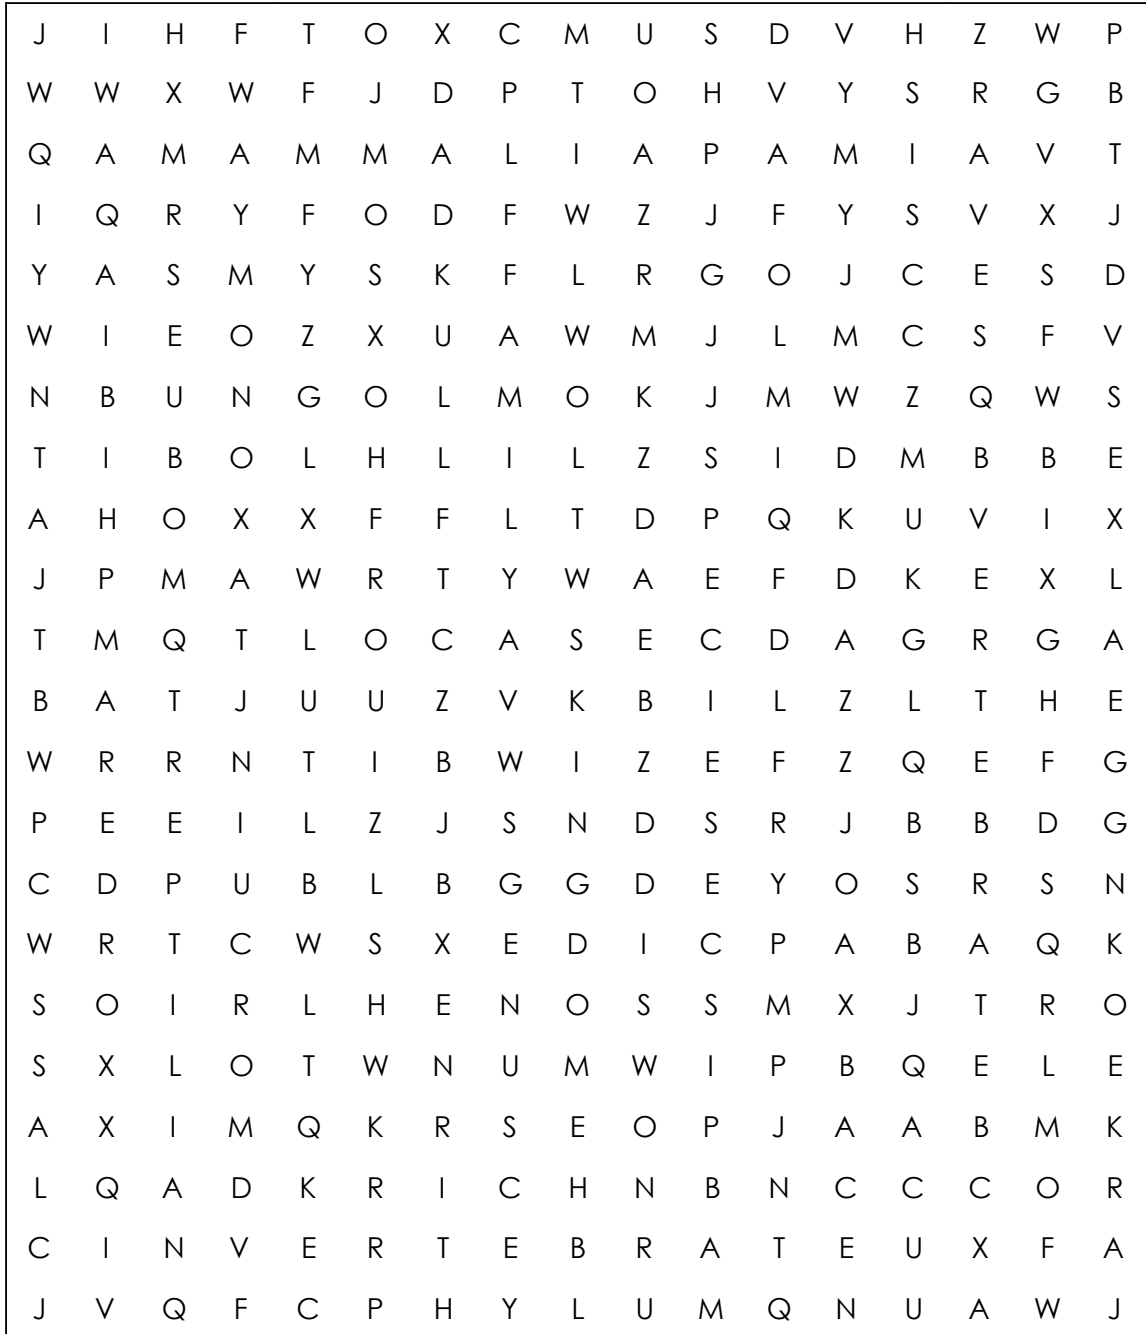 J I H F T O X C M U S D V H Z W P
W W X W F J D P T O H V Y S R G B
Q A M A M M A L I A P A M I A V T
I Q R Y F O D F W Z J F Y S V X J
Y A S M Y S K F L R G O J C E S D
W I E O Z X U A W M J L M C S F V
N B U N G O L M O K J M W Z Q W S
T I B O L H L I L Z S I D M B B E
A H O X X F F L T D P Q K U V I X
J P M A W R T Y W A E F D K E X L
T M Q T L O C A S E C D A G R G A
B A T J U U Z V K B I L Z L T H E
W R R N T I B W I Z E F Z Q E F G
P E E I L Z J S N D S R J B B D G
C D P U B L B G G D E Y O S R S N
W R T C W S X E D I C P A B A Q K
S O I R L H E N O S S M X J T R O
S X L O T W N U M W I P B Q E L E
A X I M Q K R S E O P J A A B M K
L Q A D K R I C H N B N C C C O R
C I N V E R T E B R A T E U X F A
J V Q F C P H Y L U M Q N U A W J